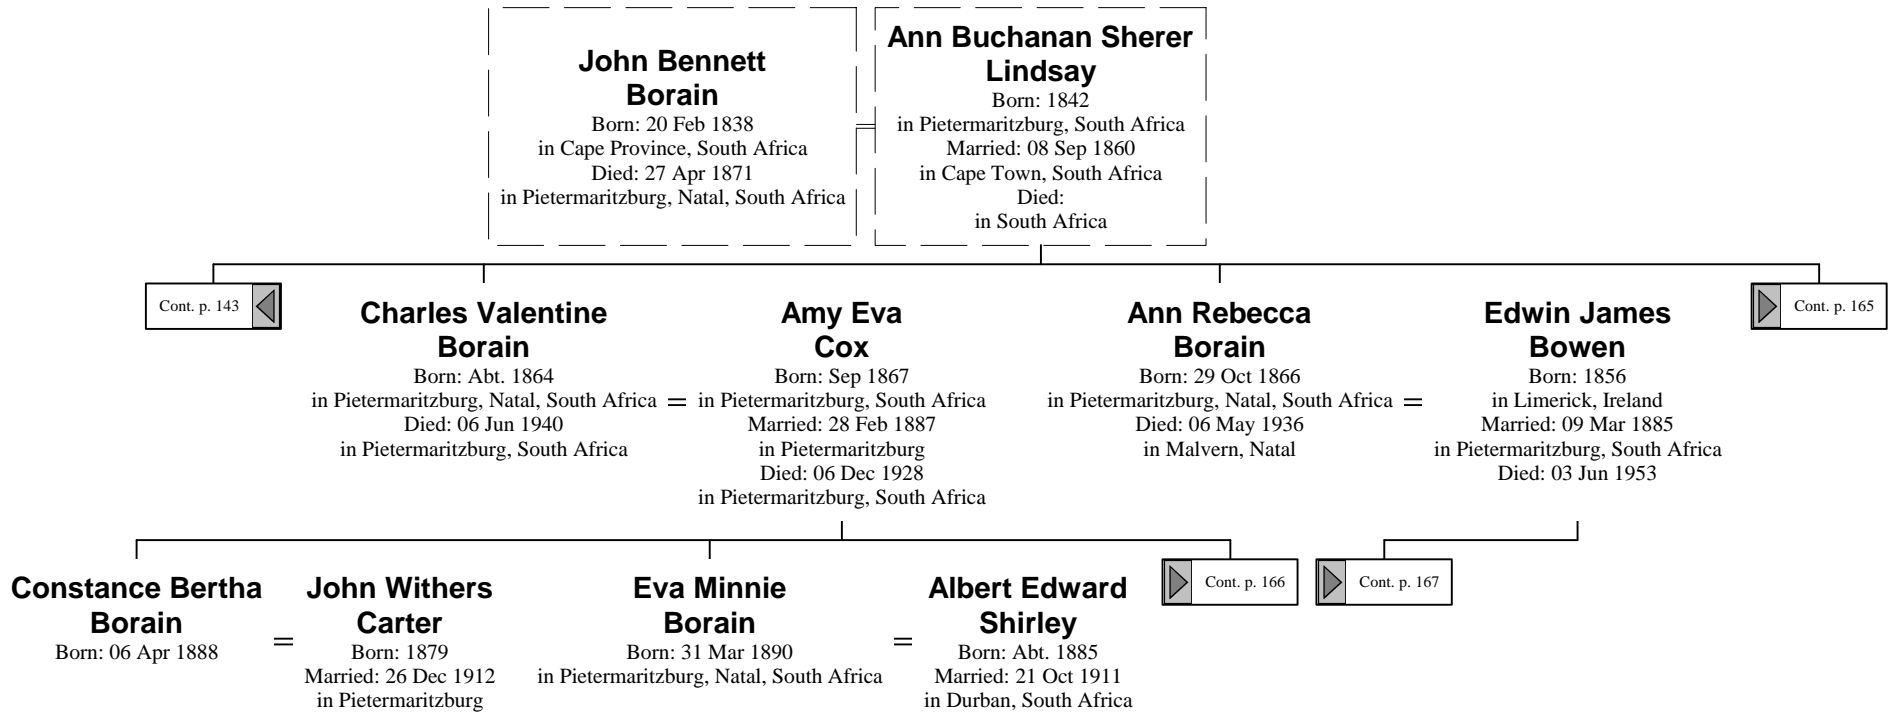 John Bennett
Borain
Born: 20 Feb 1838
in Cape Province, South Africa
Died: 27 Apr 1871
in Pietermaritzburg, Natal, South Africa
Ann Buchanan Sherer
Lindsay
Born: 1842
in Pietermaritzburg, South Africa
Married: 08 Sep 1860
in Cape Town, South Africa
Died:
in South Africa
Cont. p. 143
Charles Valentine
Borain
Born: Abt. 1864
in Pietermaritzburg, Natal, South Africa
Died: 06 Jun 1940
in Pietermaritzburg, South Africa
=
Amy Eva
Cox
Born: Sep 1867
in Pietermaritzburg, South Africa
Married: 28 Feb 1887
in Pietermaritzburg
Died: 06 Dec 1928
in Pietermaritzburg, South Africa
Ann Rebecca
Borain
Born: 29 Oct 1866
in Pietermaritzburg, Natal, South Africa
Died: 06 May 1936
in Malvern, Natal
=
Edwin James
Bowen
Born: 1856
in Limerick, Ireland
Married: 09 Mar 1885
in Pietermaritzburg, South Africa
Died: 03 Jun 1953
Cont. p. 165
Constance Bertha
Borain
Born: 06 Apr 1888
=
John Withers
Carter
Born: 1879
Married: 26 Dec 1912
in Pietermaritzburg
Eva Minnie
Borain
Born: 31 Mar 1890
in Pietermaritzburg, Natal, South Africa
=
Albert Edward
Shirley
Born: Abt. 1885
Married: 21 Oct 1911
in Durban, South Africa
Cont. p. 166
Cont. p. 167